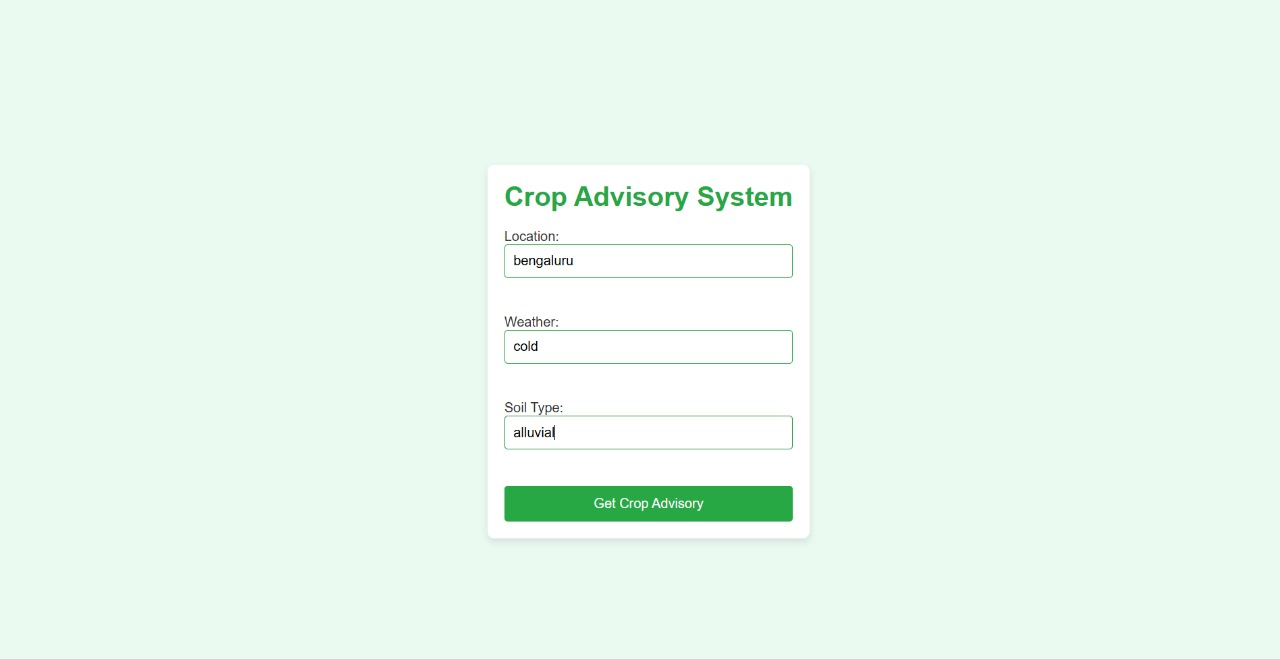 Crop Advisory System
Location:
bengaluru
Weather:
cold
Soil Type:
alluvial
Get Crop Advisory